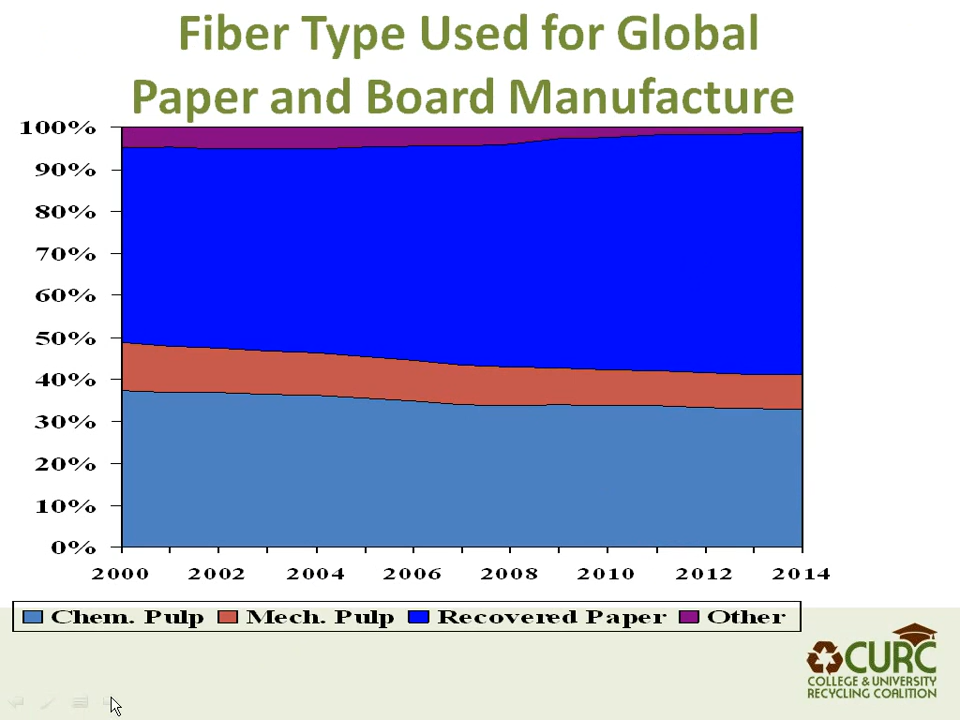 Fiber Type Used for Global
Paper and Board Manufacture
100%
90%
80%
70%
60%
50%
40%
30%
20%
10%
0%
2000 2002 2004 2006 2008 2010 2012 2014
Chem. Pulp Mech. Pulp Recovered Paper Other
CURC
COLLEGE & UNIVERSITY
RECYCLING COALITION